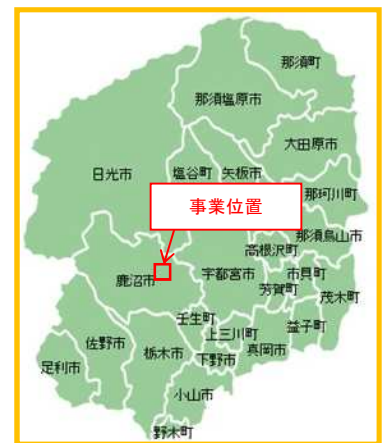 那須町
那須塩原市
大田原市
日光市
塩谷町
矢板市
那珂川町
事業位置
那須烏山市
高根沢町
鹿沼市
宇都宮市
市貝町
芳賀町
茂木町
壬生町
上三川町
益子町
佐野市
栃木市
下野市
真岡市
足利市
小山市
野木町